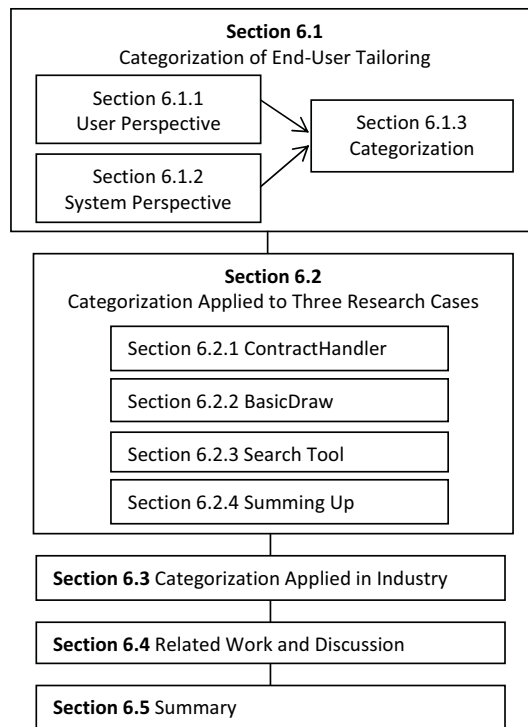 Section 6.1
Categorization of End-User Tailoring
Section 6.1.1
User Perspective
Section 6.1.3
Categorization
Section 6.1.2
System Perspective
Section 6.2
Categorization Applied to Three Research Cases
Section 6.2.1 ContractHandler
Section 6.2.2 BasicDraw
Section 6.2.3 Search Tool
Section 6.2.4 Summing Up
Section 6.3 Categorization Applied in Industry
Section 6.4 Related Work and Discussion
Section 6.5 Summary